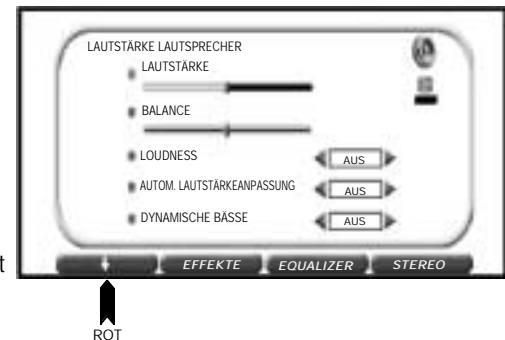 LAUTSTÄRKE LAUTSPRECHER
LAUTSTÄRKE
BALANCE
LOUDNESS AUS
AUTOM. LAUTSTÄRKEANPASSUNG AUS
DYNAMISCHE BÄSSE AUS
t
EFFEKTE EQUALIZER STEREO
ROT